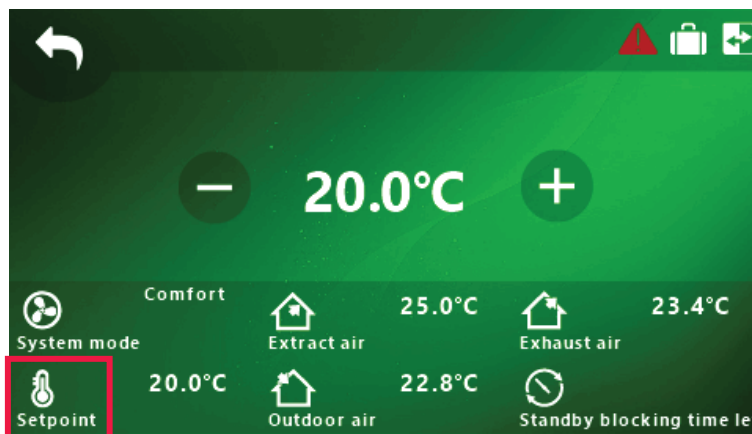 20.0°C
Comfort 25.0°C 23.4°C
System mode Extract air Exhaust air
20.0°C 22.8°C
Setpoint Outdoor air Standby blocking time le